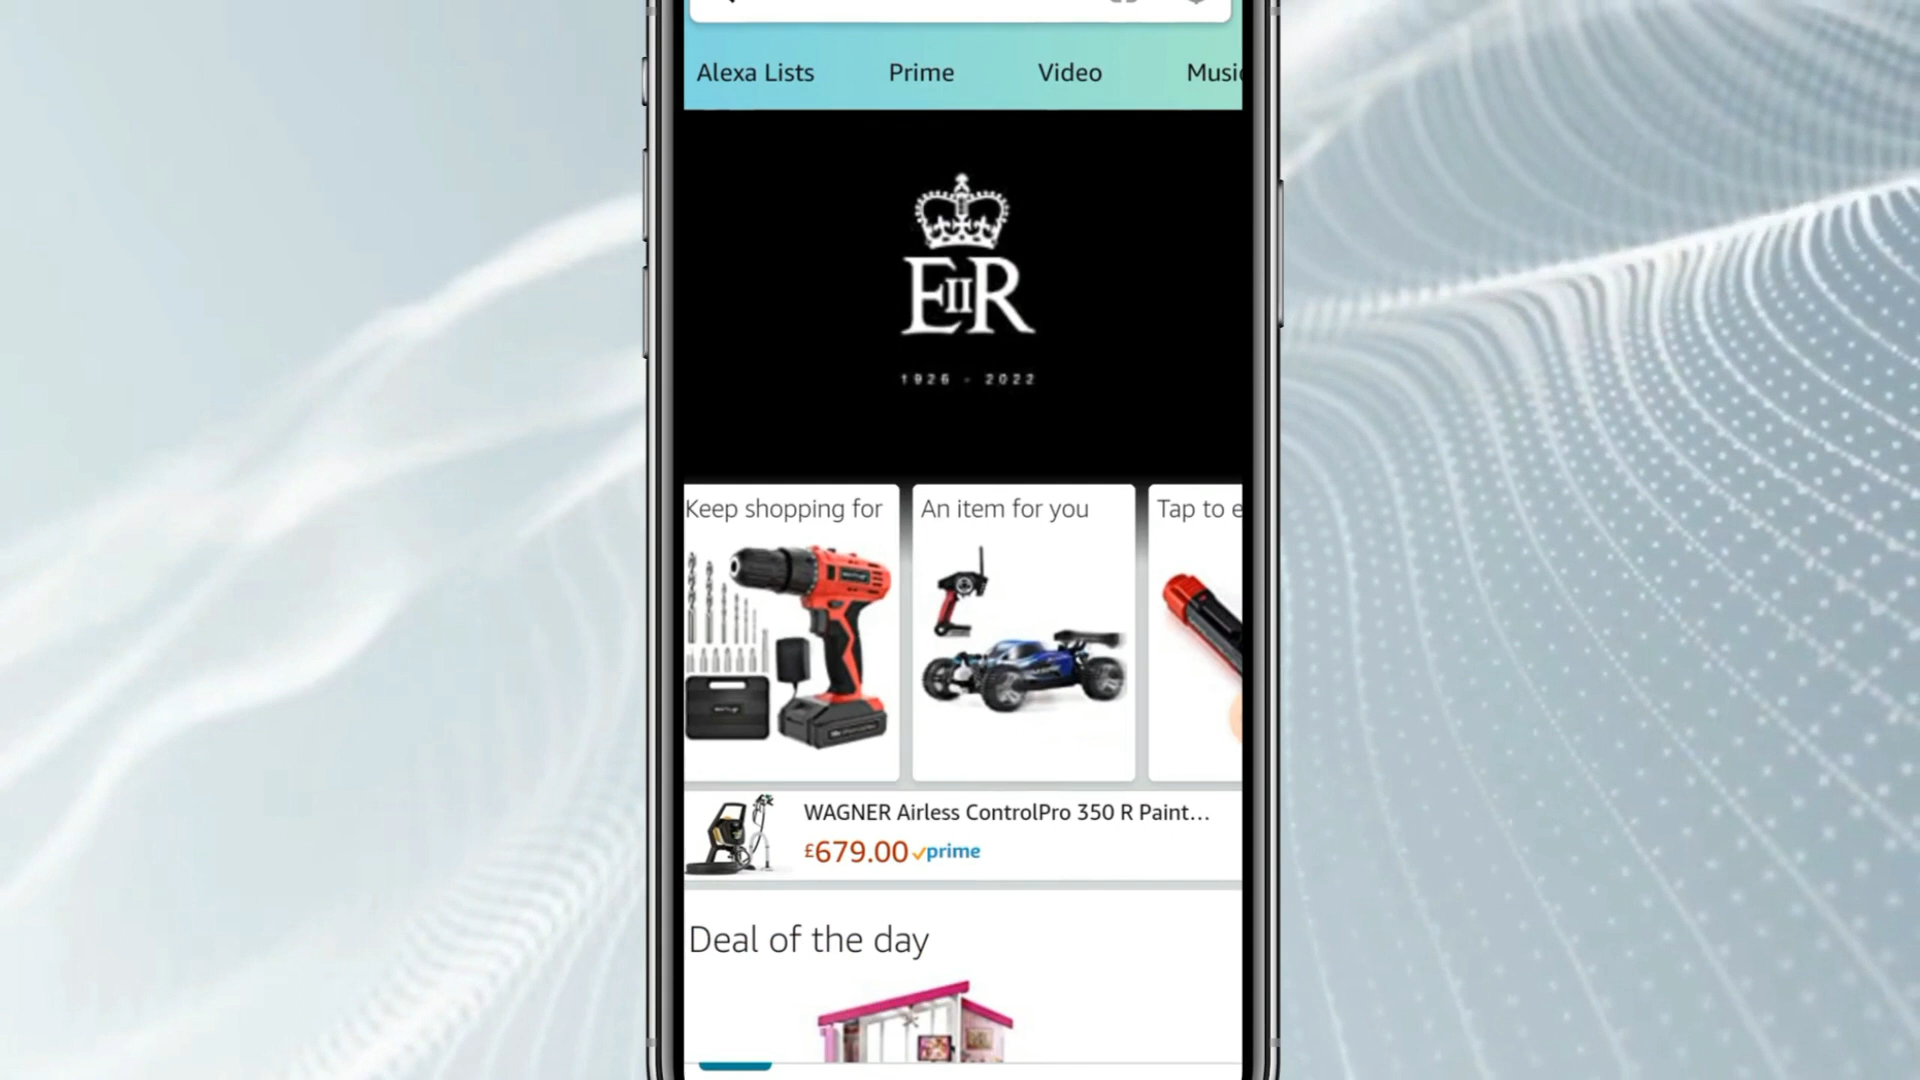 Alexa Lists Prime Video Music
EIIR
1926 - 2022
Keep shopping for
An item for you
Tap to e
WAGNER Airless ControlPro 350 R Paint...
£679.00 prime
Deal of the day